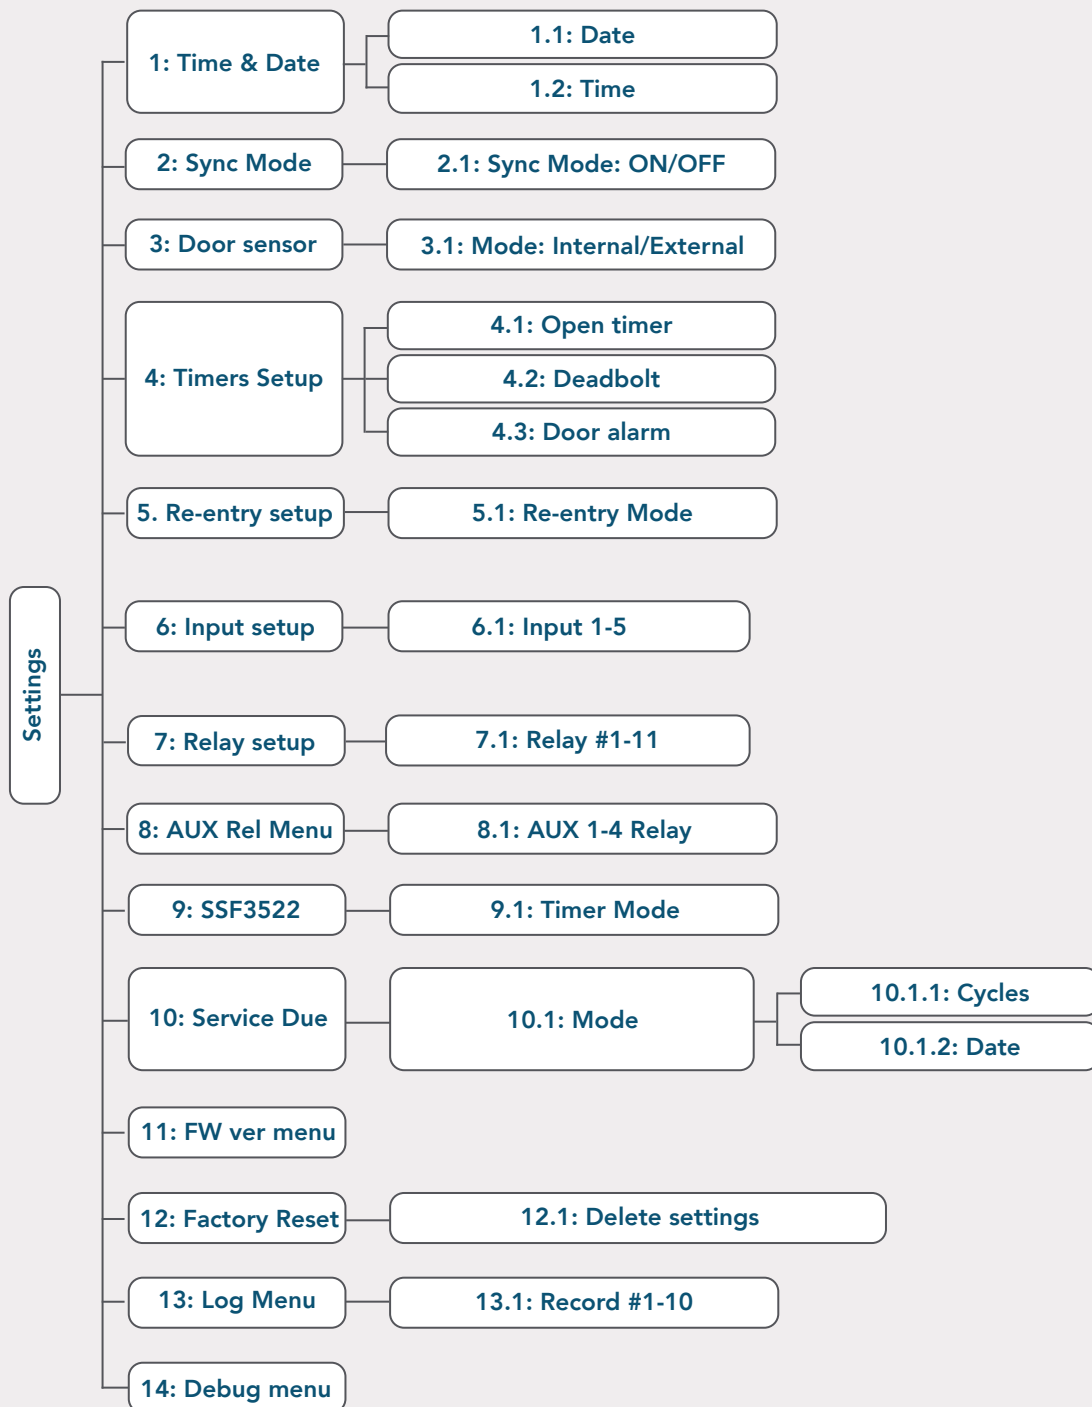 Settings
1: Time & Date
1.1: Date
1.2: Time
2: Sync Mode
2.1: Sync Mode: ON/OFF
3: Door sensor
3.1: Mode: Internal/External
4: Timers Setup
4.1: Open timer
4.2: Deadbolt
4.3: Door alarm
5. Re-entry setup
5.1: Re-entry Mode
6: Input setup
6.1: Input 1-5
7: Relay setup
7.1: Relay #1-11
8: AUX Rel Menu
8.1: AUX 1-4 Relay
9: SSF3522
9.1: Timer Mode
10: Service Due
10.1: Mode
10.1.1: Cycles
10.1.2: Date
11: FW ver menu
12: Factory Reset
12.1: Delete settings
13: Log Menu
13.1: Record #1-10
14: Debug menu